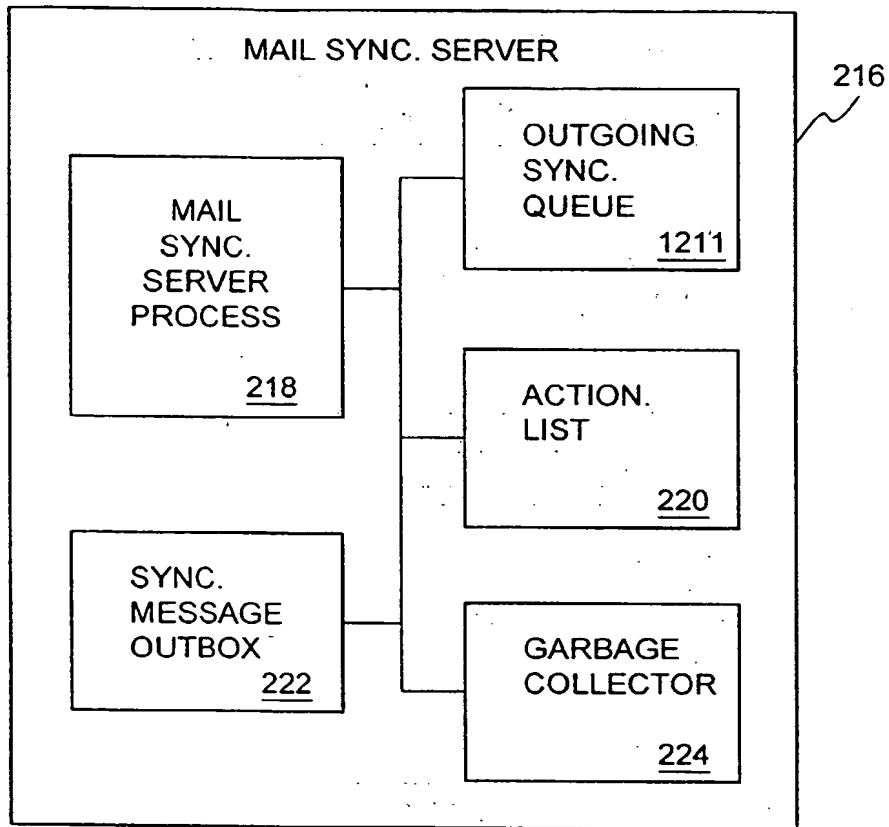 MAIL SYNC. SERVER
216
MAIL
SYNC.
SERVER
PROCESS
218
OUTGOING
SYNC.
QUEUE
1211
ACTION.
LIST
220
SYNC.
MESSAGE
OUTBOX
222
GARBAGE
COLLECTOR
224